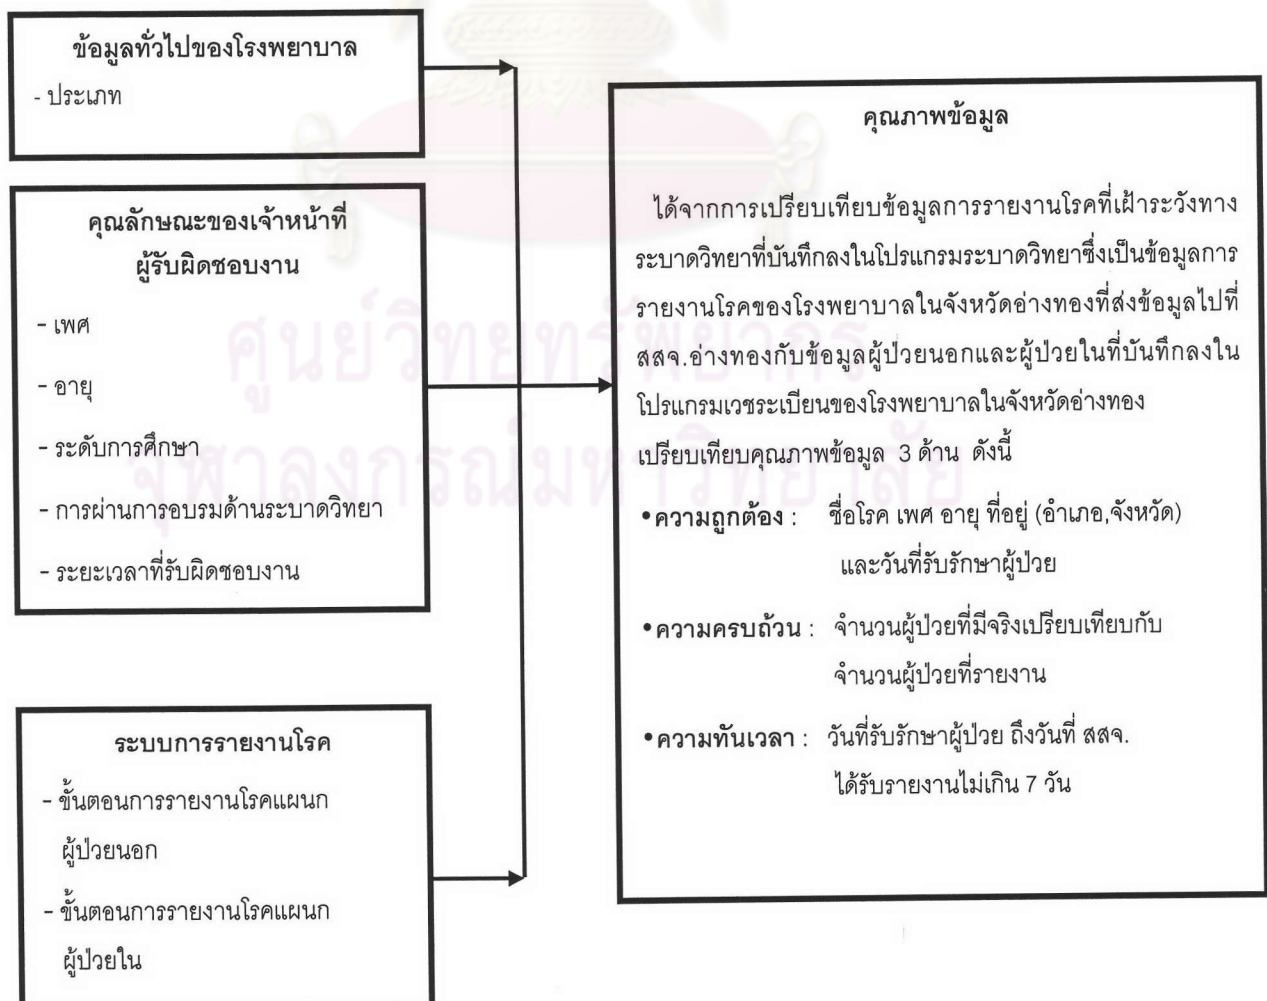 ข้อมูลทั่วไปของโรงพยาบาล
- ประเภท
คุณลักษณะของเจ้าหน้าที่
ผู้รับผิดชอบงาน
- เพศ
- อายุ
- ระดับการศึกษา
- การผ่านการอบรมด้านระบาดวิทยา
- ระยะเวลาที่รับผิดชอบงาน
ระบบการรายงานโรค
- ขั้นตอนการรายงานโรคแผนก
ผู้ป่วยนอก
- ขั้นตอนการรายงานโรคแผนก
ผู้ป่วยใน
คุณภาพข้อมูล
ได้จากการเปรียบเทียบข้อมูลการรายงานโรคที่เฝ้าระวังทาง
ระบาดวิทยาที่บันทึกลงในโปรแกรมระบาดวิทยาซึ่งเป็นข้อมูลการ
รายงานโรคของโรงพยาบาลในจังหวัดอ่างทองที่ส่งข้อมูลไปที่
สสจ.อ่างทองกับข้อมูลผู้ป่วยนอกและผู้ป่วยในที่บันทึกลงใน
โปรแกรมเวชระเบียนของโรงพยาบาลในจังหวัดอ่างทอง
เปรียบเทียบคุณภาพข้อมูล 3 ด้าน ดังนี้
•ความถูกต้อง : ชื่อโรค เพศ อายุ ที่อยู่ (อำเภอ,จังหวัด)
และวันที่รับรักษาผู้ป่วย
•ความครบถ้วน : จำนวนผู้ป่วยที่มีจริงเปรียบเทียบกับ
จำนวนผู้ป่วยที่รายงาน
•ความทันเวลา : วันที่รับรักษาผู้ป่วย ถึงวันที่ สสจ.
ได้รับรายงานไม่เกิน 7 วัน
ศูนย์วิทยทรัพยากร
จุฬาลงกรณ์มหาวิทยาลัย